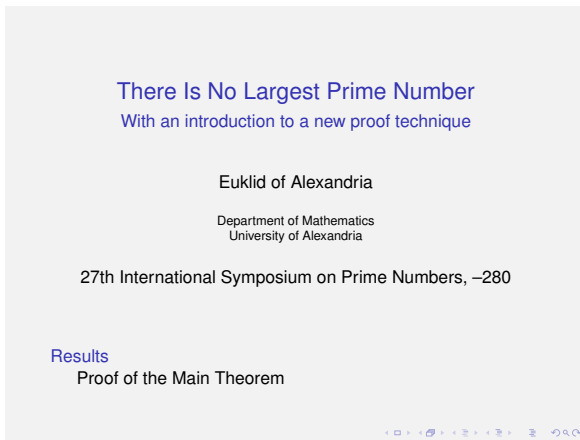 There Is No Largest Prime Number
With an introduction to a new proof technique
Euklid of Alexandria
Department of Mathematics
University of Alexandria
27th International Symposium on Prime Numbers, –280
Results
Proof of the Main Theorem